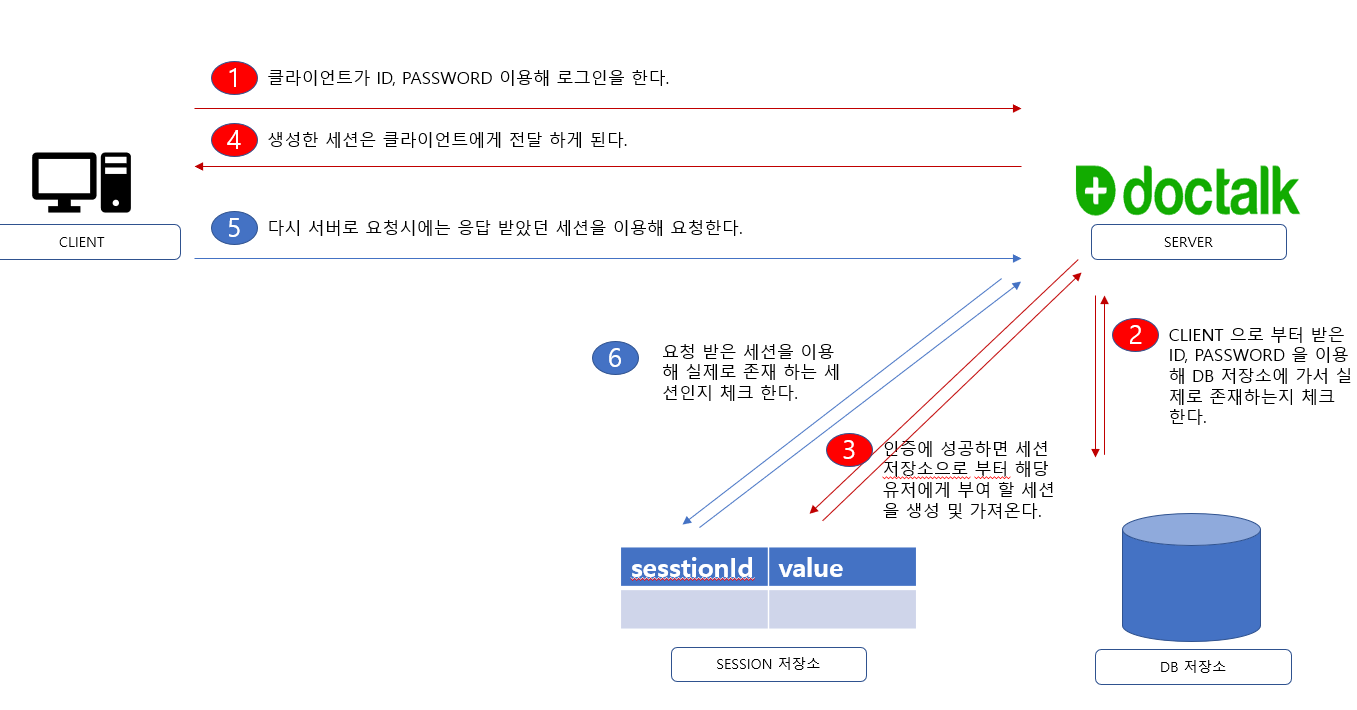 1 클라이언트가 ID, PASSWORD 이용해 로그인을 한다.
4 생성한 세션은 클라이언트에게 전달 하게 된다.
doctalk
5 다시 서버로 요청시에는 응답 받았던 세션을 이용해 요청한다.
CLIENT
SERVER
2 CLIENT 으로 부터 받은
ID, PASSWORD 을 이용
해 DB 저장소에 가서 실
제로 존재하는지 체크
한다.
6 요청 받은 세션을 이용
해 실제로 존재 하는 세
션인지 체크 한다.
3 인증에 성공하면 세션
저장소으로 부터 해당
유저에게 부여 할 세션
을 생성 및 가져온다.
sesstionId value
SESSION 저장소
DB 저장소